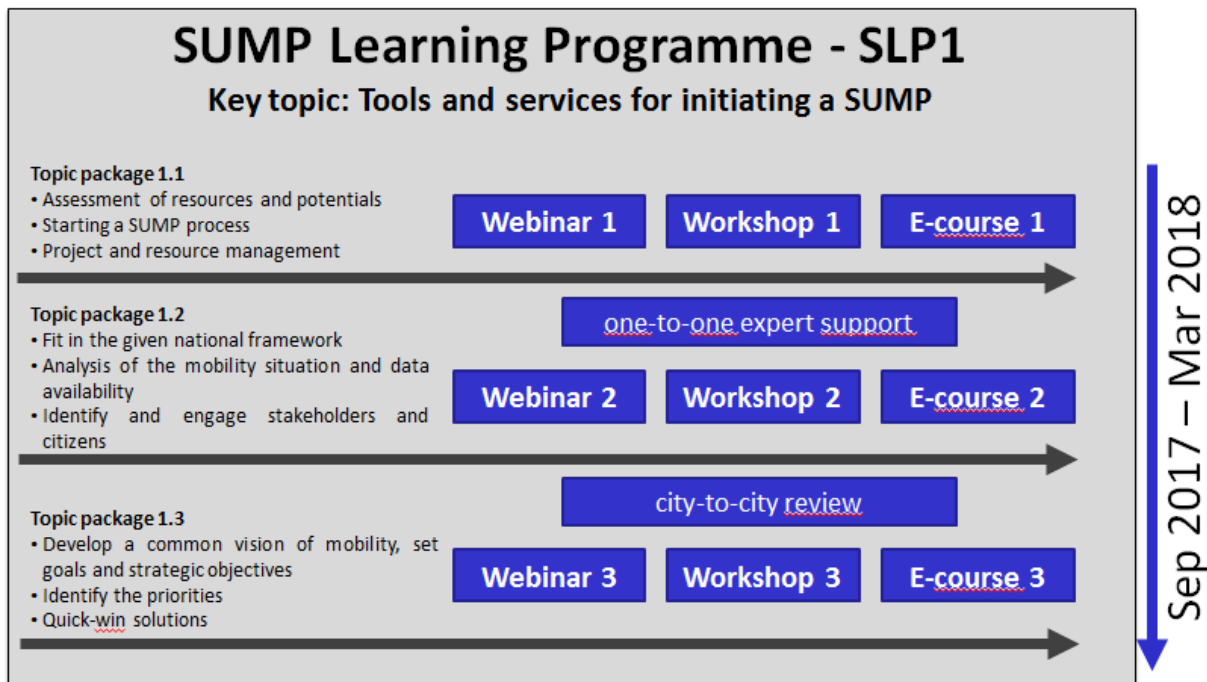 SUMP Learning Programme - SLP1
Key topic: Tools and services for initiating a SUMP
Topic package 1.1
• Assessment of resources and potentials
• Starting a SUMP process
• Project and resource management
Webinar 1
Workshop 1
E-course 1
one-to-one expert support
Topic package 1.2
• Fit in the given national framework
• Analysis of the mobility situation and data
availability
• Identify and engage stakeholders and
citizens
Webinar 2
Workshop 2
E-course 2
city-to-city review
Topic package 1.3
• Develop a common vision of mobility, set
goals and strategic objectives
• Identify the priorities
• Quick-win solutions
Webinar 3
Workshop 3
E-course 3
Sep 2017 – Mar 2018